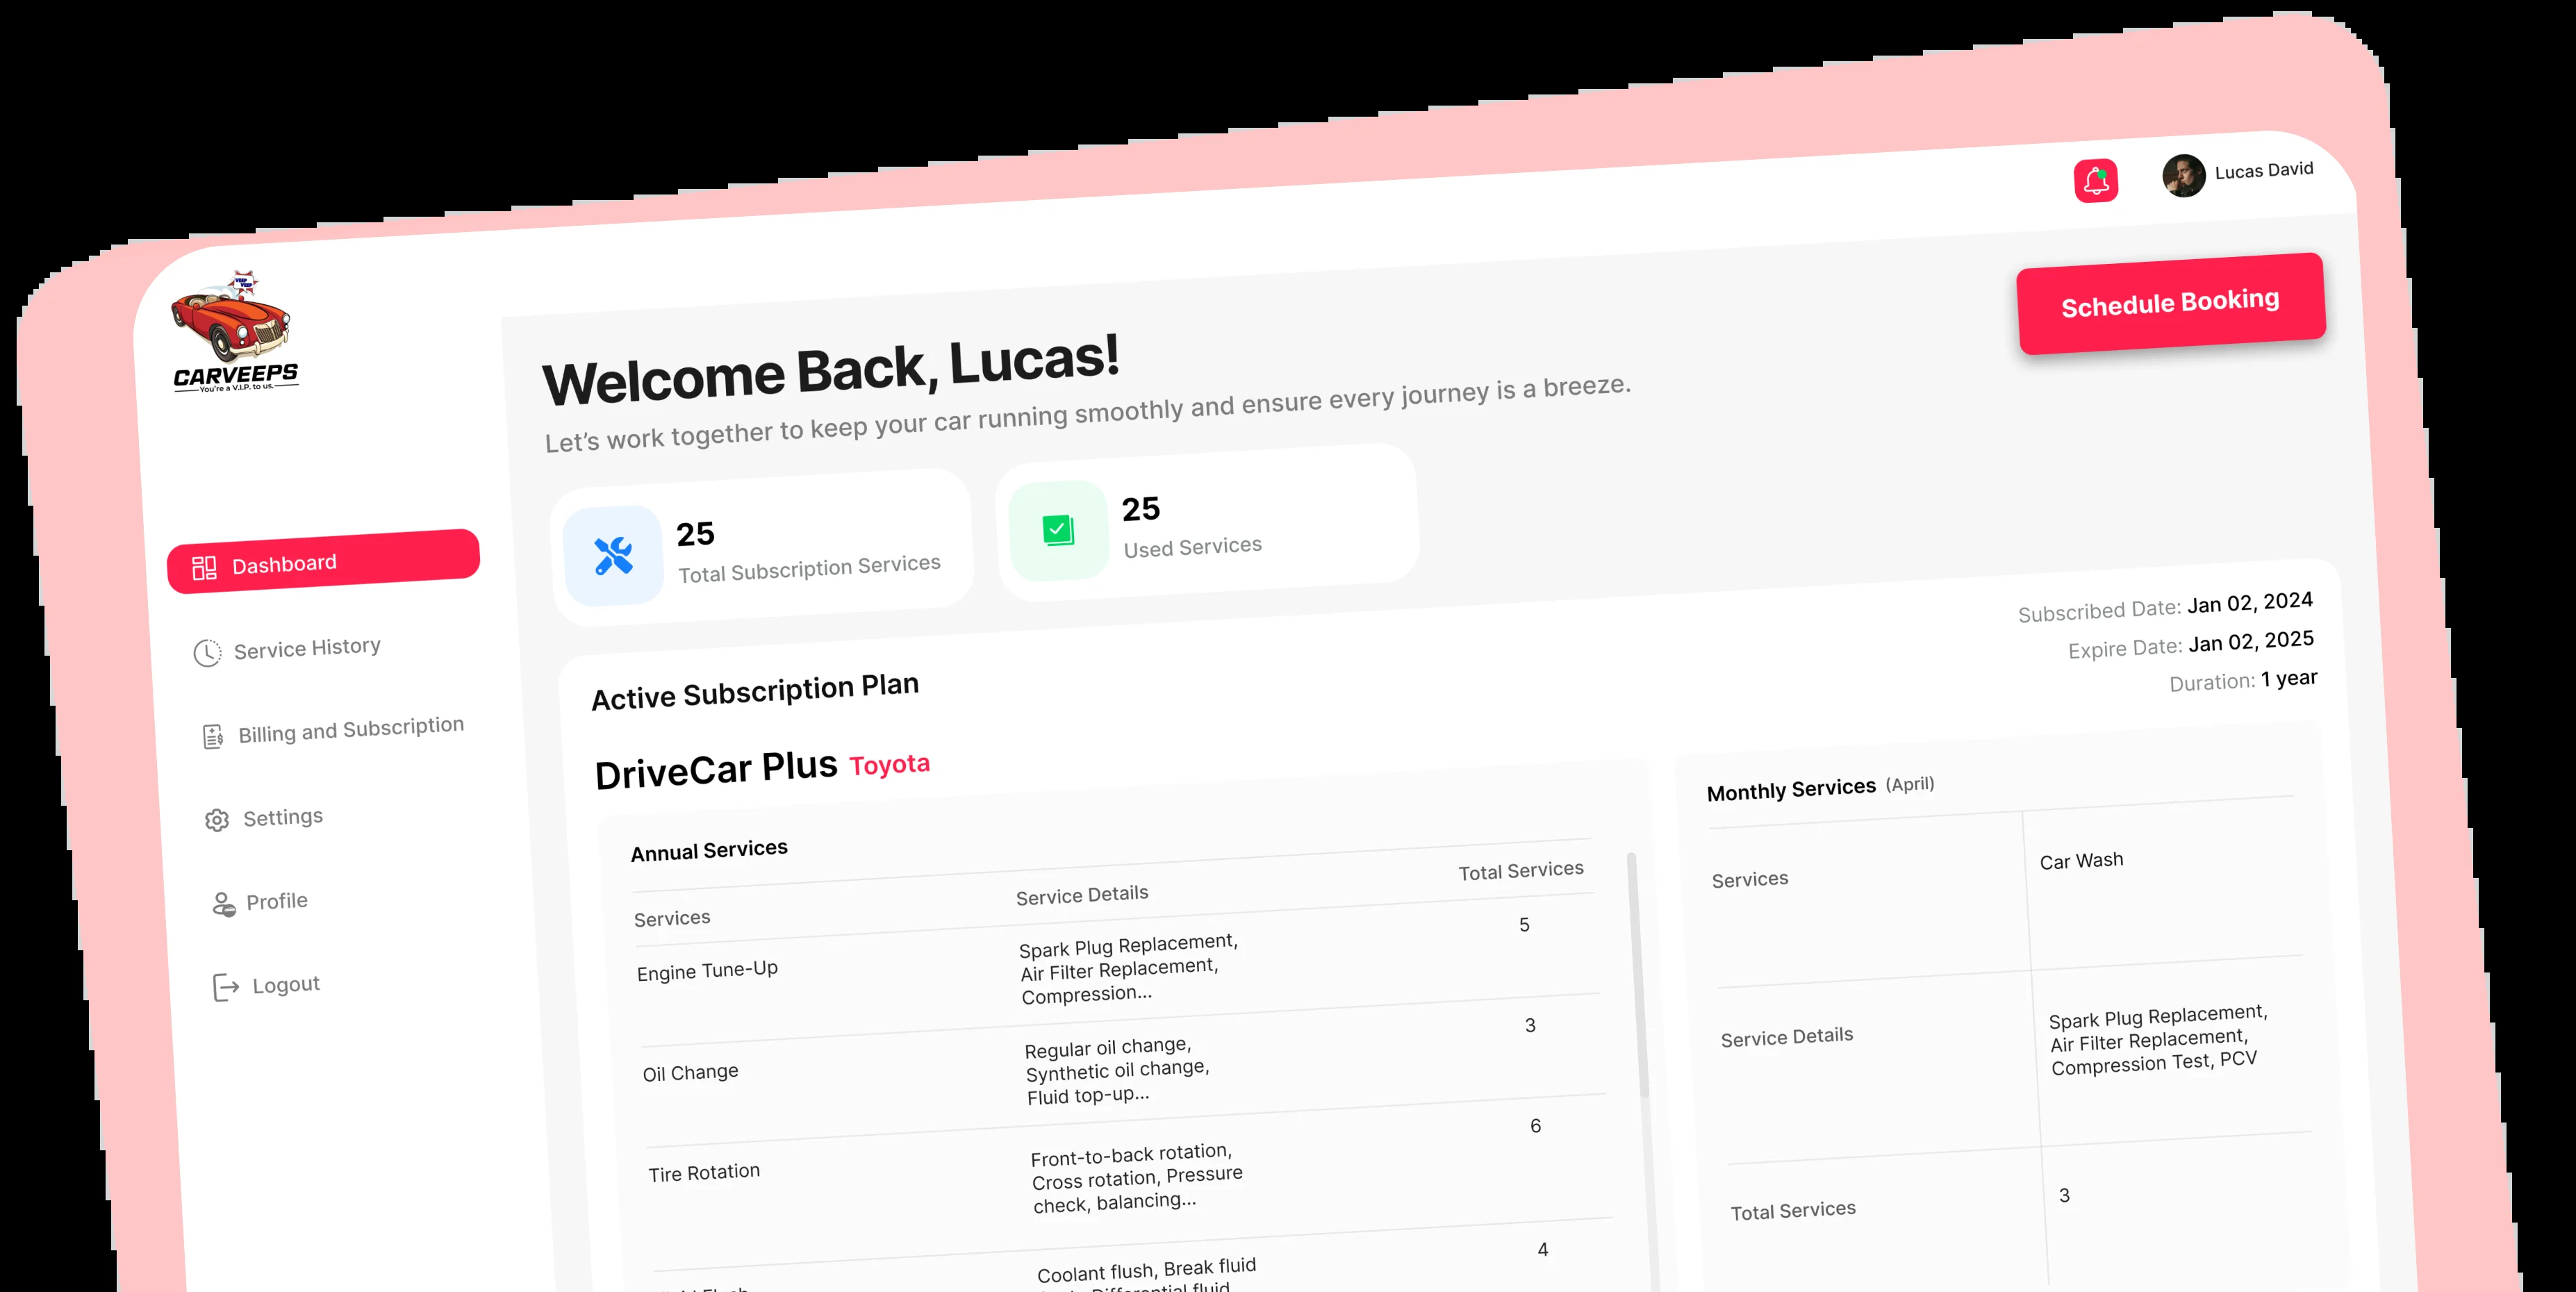 Lucas David
VEEP
VEEP
CARVEEPS
You're a V.I.P. to us.
Dashboard
Service History
Billing and Subscription
Settings
Profile
Logout
Schedule Booking
Welcome Back, Lucas!
Let's work together to keep your car running smoothly and ensure every journey is a breeze.
25
Total Subscription Services
25
Used Services
Subscribed Date: Jan 02, 2024
Expire Date: Jan 02, 2025
Duration: 1 year
Active Subscription Plan
DriveCar Plus Toyota
Annual Services
Services
Service Details
Total Services
Engine Tune-Up
Spark Plug Replacement,
Air Filter Replacement,
Compression...
5
Oil Change
Regular oil change,
Synthetic oil change,
Fluid top-up...
3
Tire Rotation
Front-to-back rotation,
Cross rotation, Pressure
check, balancing...
6
Coolant flush, Break fluid
Differential fluid
4
Monthly Services (April)
Services
Car Wash
Service Details
Spark Plug Replacement,
Air Filter Replacement,
Compression Test, PCV
Total Services
3